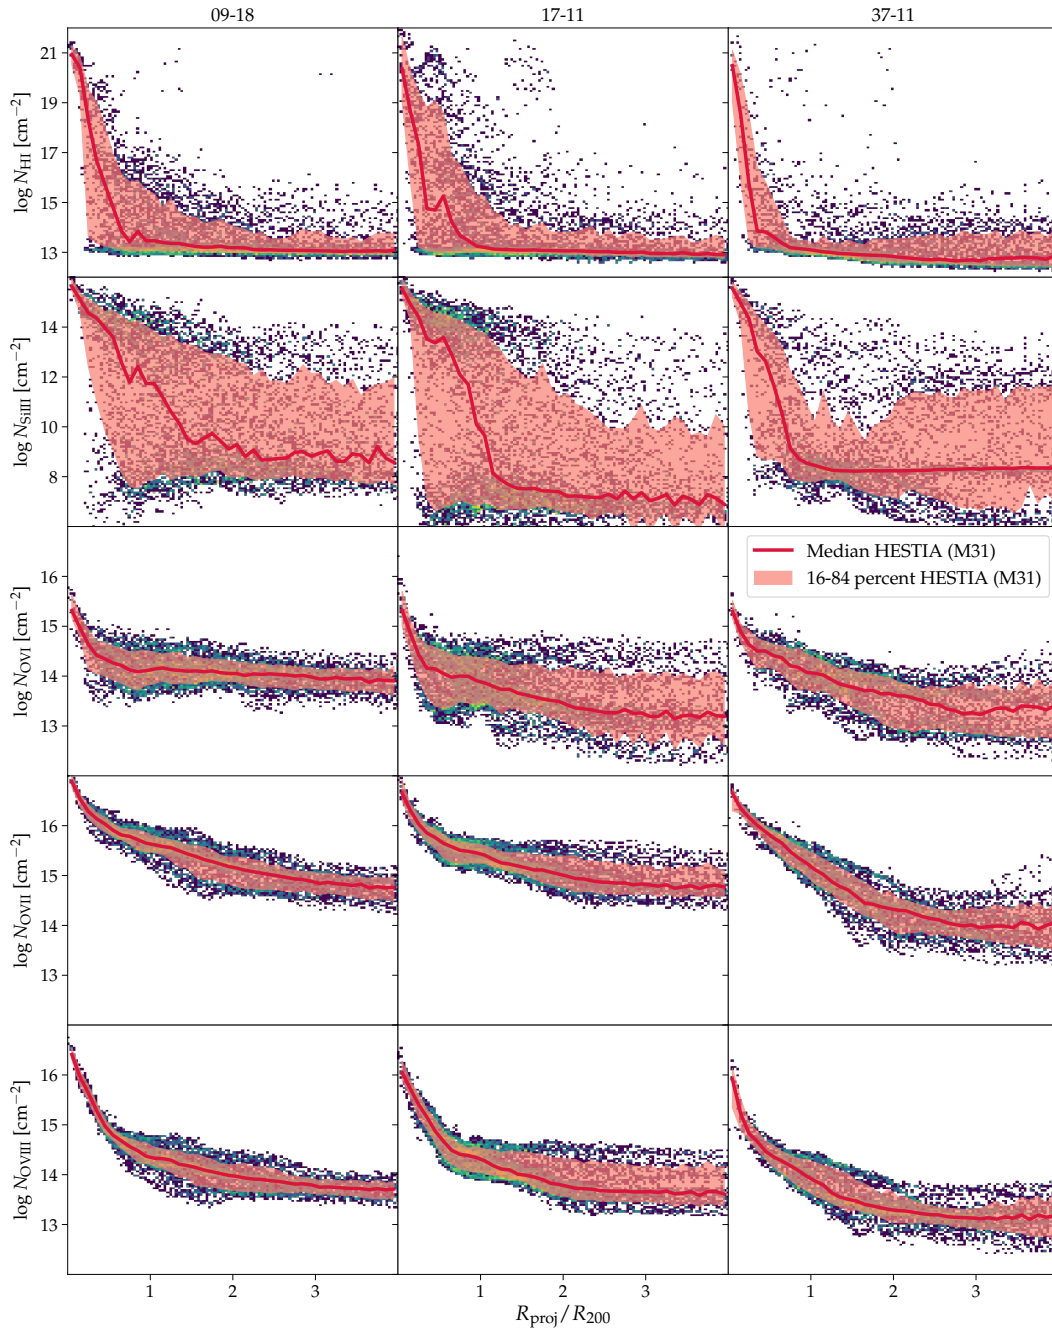 09-18 17-11 37-11
log N_HI [cm⁻²]
21
19
17
15
13
log N_SiIII [cm⁻²]
14
12
10
8
Median HESTIA (M31)
16-84 percent HESTIA (M31)
log N_OVI [cm⁻²]
16
15
14
13
log N_OVII [cm⁻²]
16
15
14
13
log N_OVIII [cm⁻²]
16
15
14
13
1 2 3 1 2 3 1 2 3
R_proj/R_200